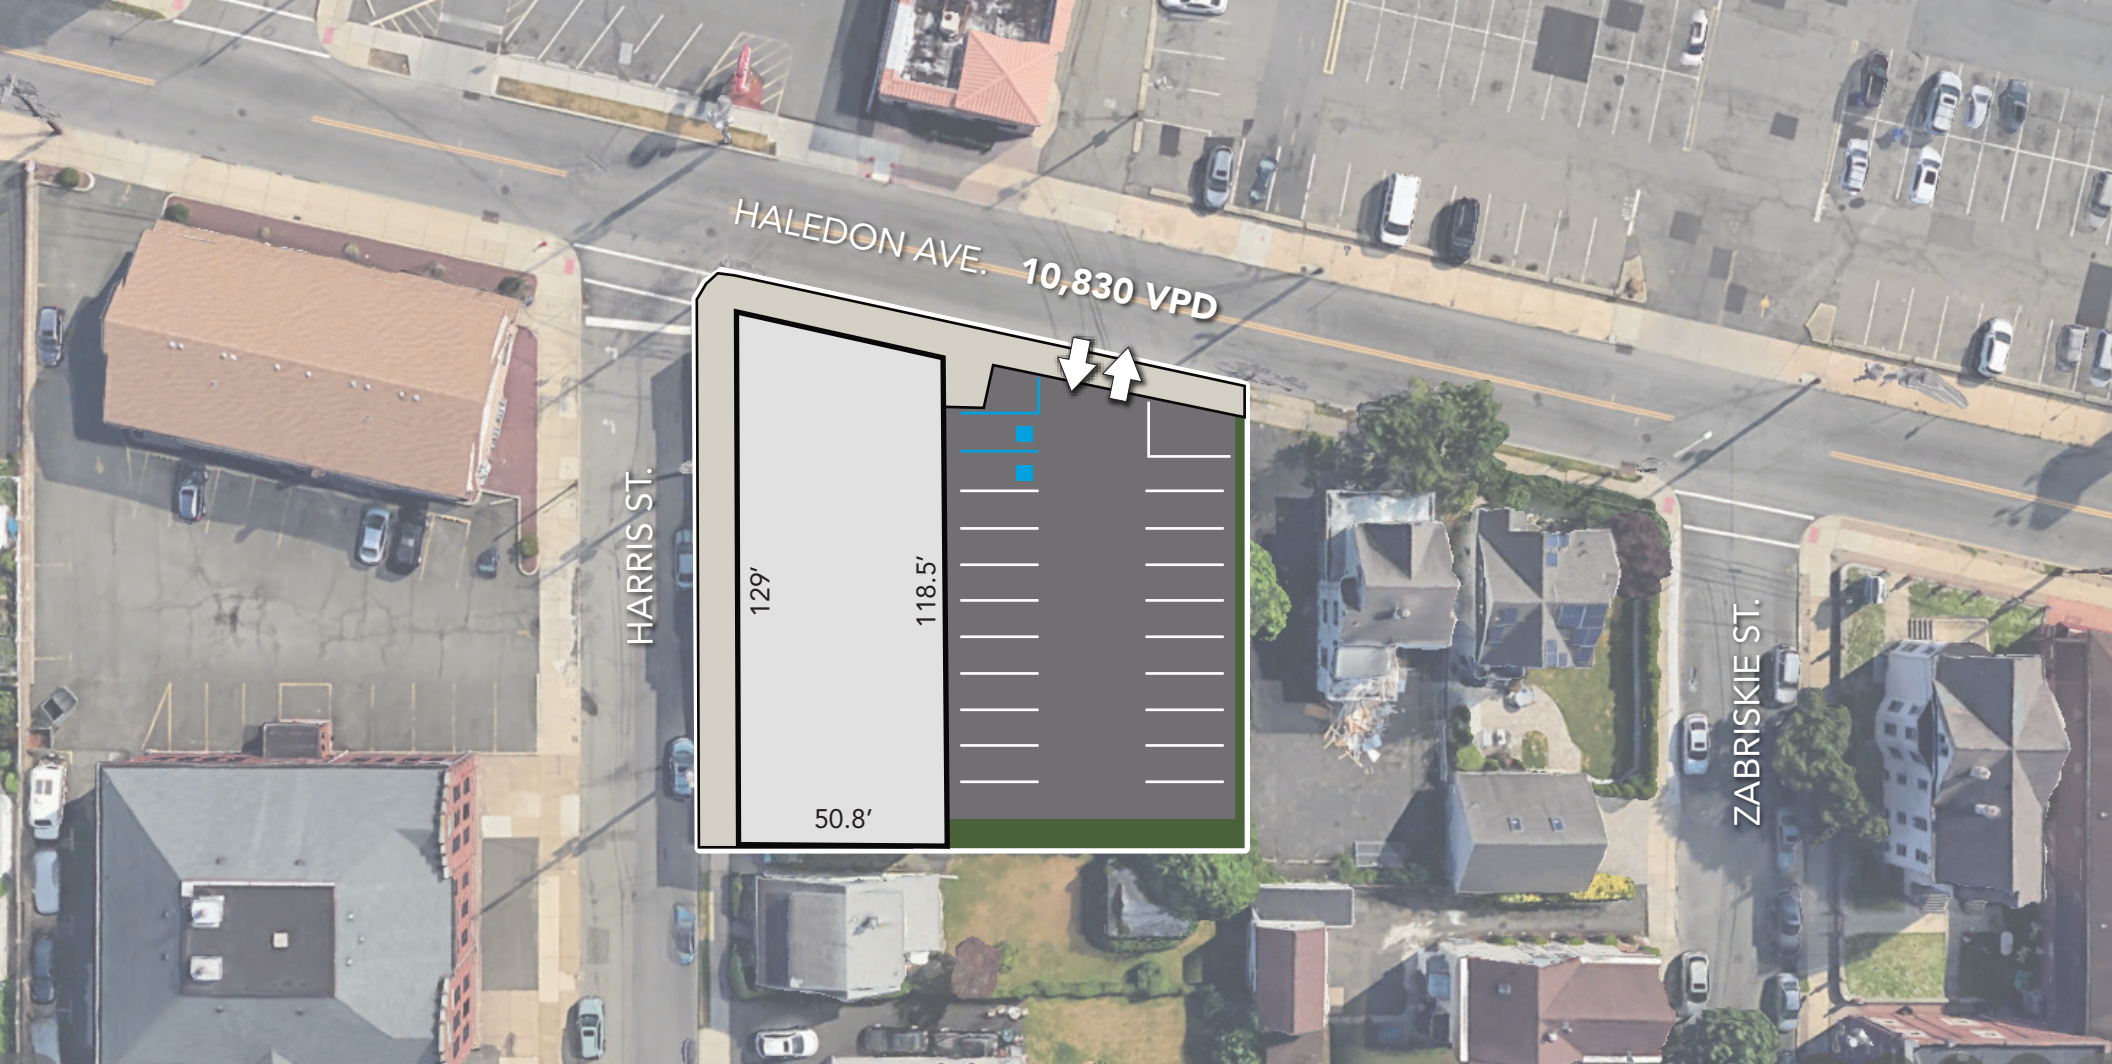 HALEDON AVE. 10,830 VPD
HARRIS ST.
129′
118.5′
50.8′
ZABRISKIE ST.